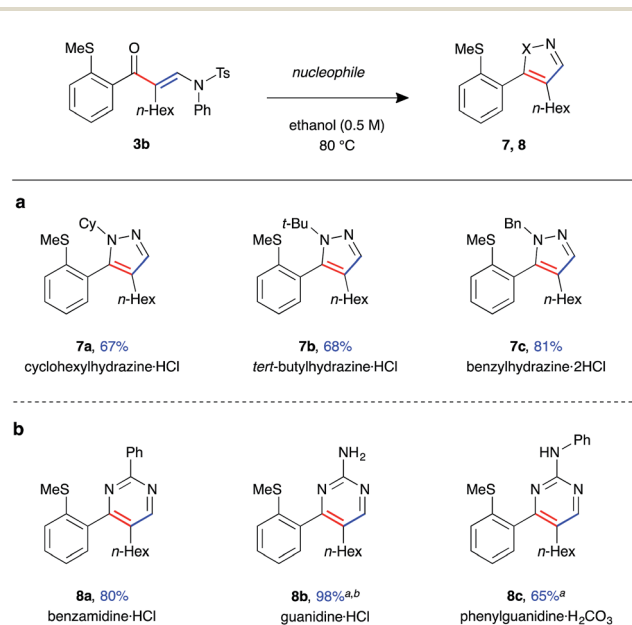 MeS O
N Ts
n-Hex Ph
3b
nucleophile
ethanol (0.5 M)
80 °C
MeS X N
n-Hex
7, 8
a
Cy
MeS N N
n-Hex
7a, 67%
cyclohexylhydrazine·HCl
t-Bu
MeS N N
n-Hex
7b, 68%
tert-butylhydrazine·HCl
Bn
MeS N N
n-Hex
7c, 81%
benzylhydrazine·2HCl
b
Ph
MeS N N
n-Hex
8a, 80%
benzamidine·HCl
NH₂
MeS N N
n-Hex
8b, 98%ᵃ,ᵇ
guanidine·HCl
HN Ph
MeS N N
n-Hex
8c, 65%ᵃ
phenylguanidine·H₂CO₃